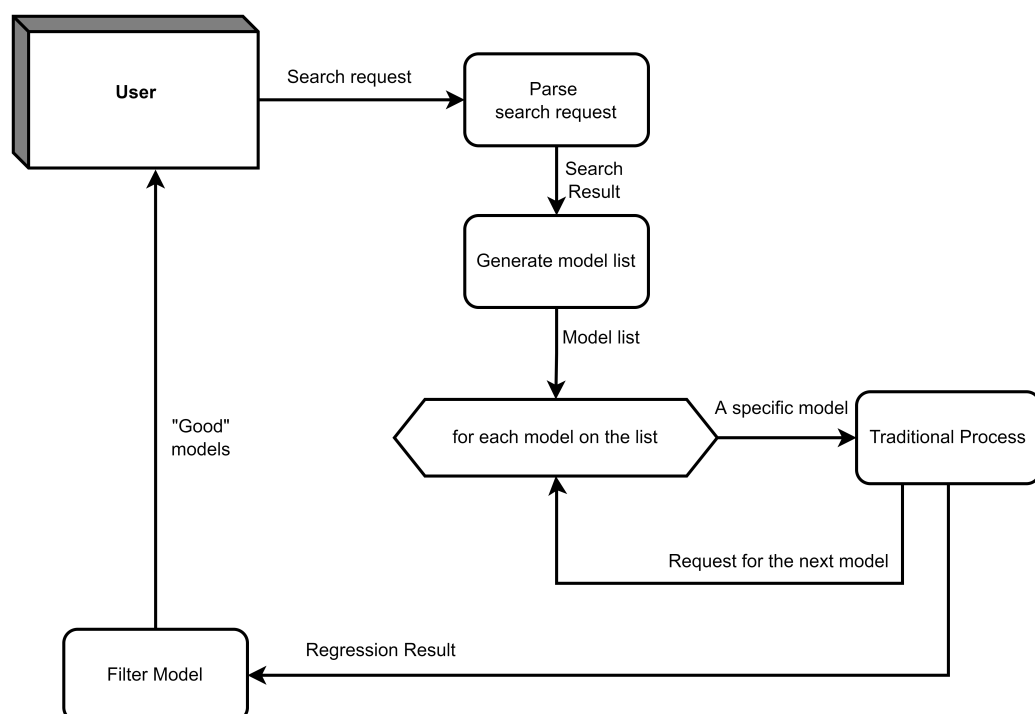 User
Search request
Parse
search request
Search
Result
Generate model list
Model list
for each model on the list
A specific model
Traditional Process
Request for the next model
"Good"
models
Regression Result
Filter Model